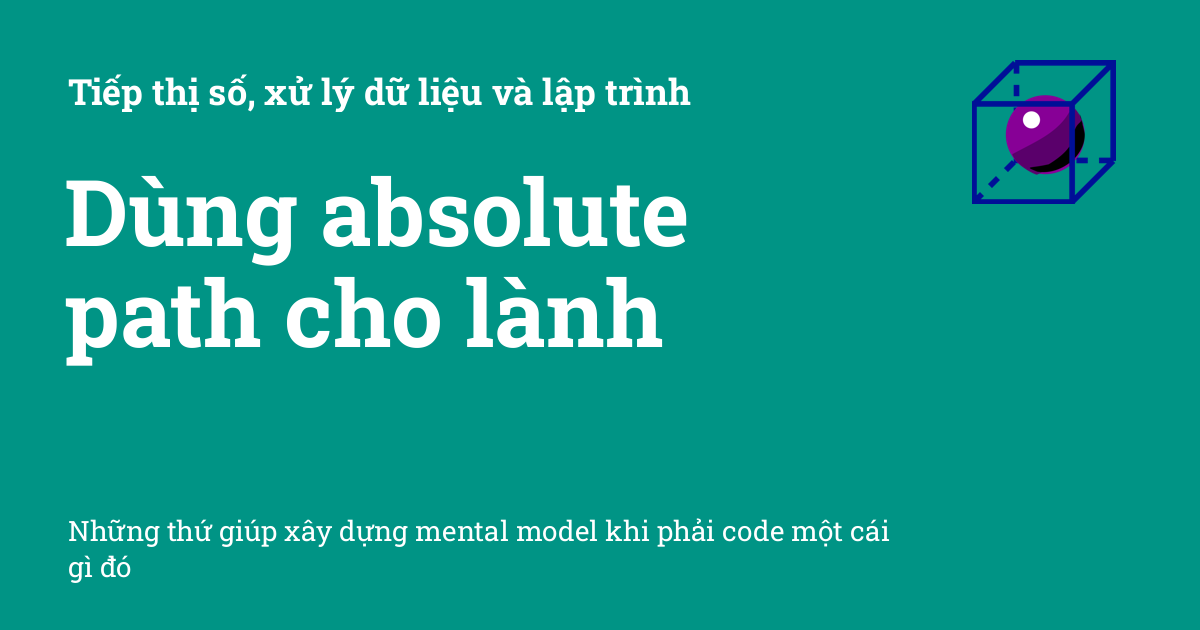 Tiếp thị số, xử lý dữ liệu và lập trình
Dùng absolute
path cho lành
Những thứ giúp xây dựng mental model khi phải code một cái
gì đó